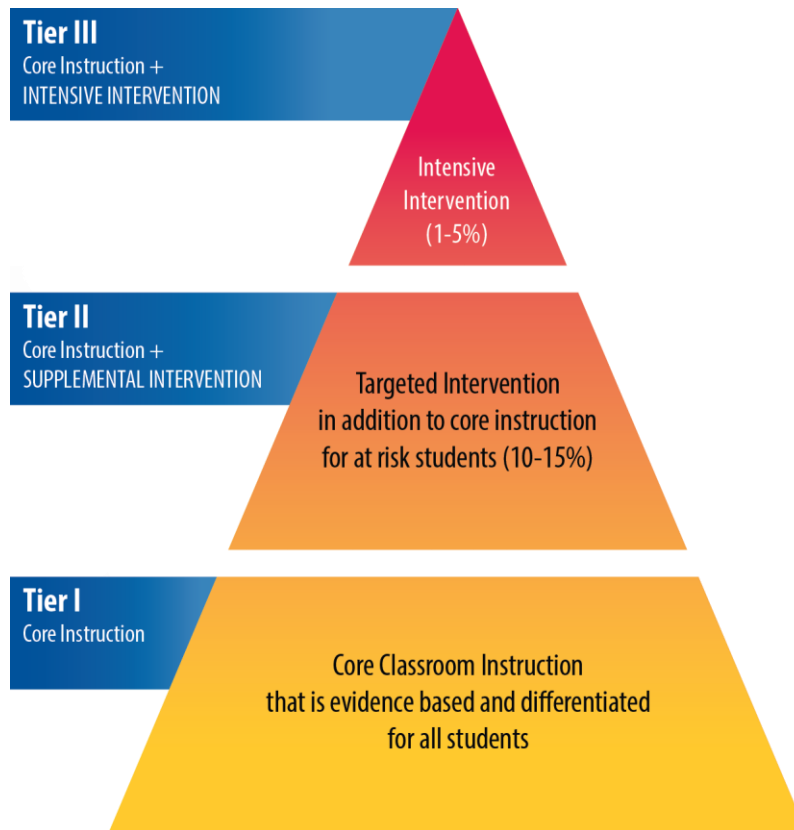 Tier III
Core Instruction +
INTENSIVE INTERVENTION
Intensive
Intervention
(1-5%)
Tier II
Core Instruction +
SUPPLEMENTAL INTERVENTION
Targeted Intervention
in addition to core instruction
for at risk students (10-15%)
Tier I
Core Instruction
Core Classroom Instruction
that is evidence based and differentiated
for all students